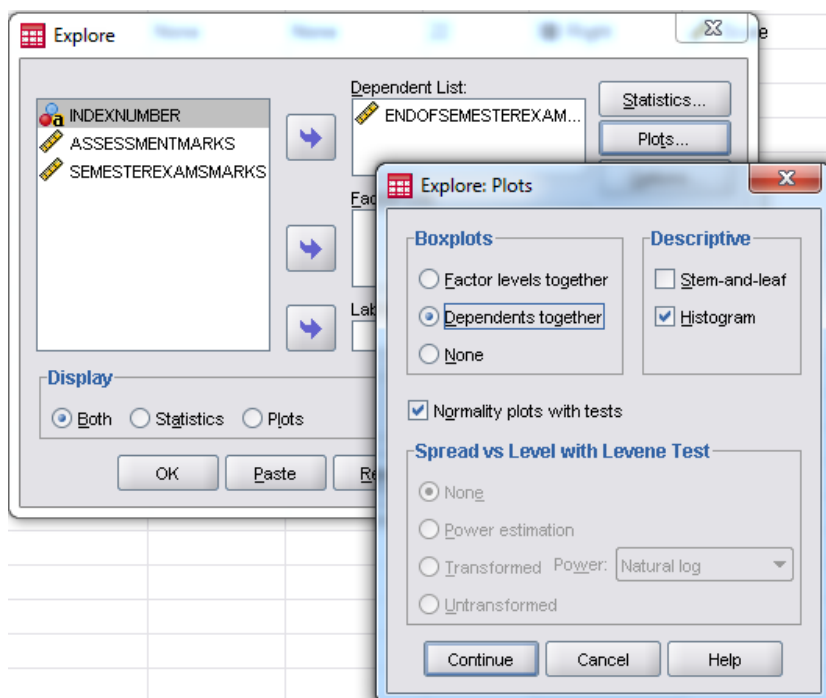 Explore
e
INDEXNUMBER
ASSESSMENTMARKS
SEMESTEREXAMSMARKS
Dependent List:
ENDOFSEMESTEREXAM...
Statistics...
Plots...
Display
Both Statistics Plots
OK Paste
Explore: Plots
Boxplots
Factor levels together
Dependents together
None
Descriptive
Stem-and-leaf
Histogram
Normality plots with tests
Spread vs Level with Levene Test
None
Power estimation
Transformed Power: Natural log
Untransformed
Continue Cancel Help